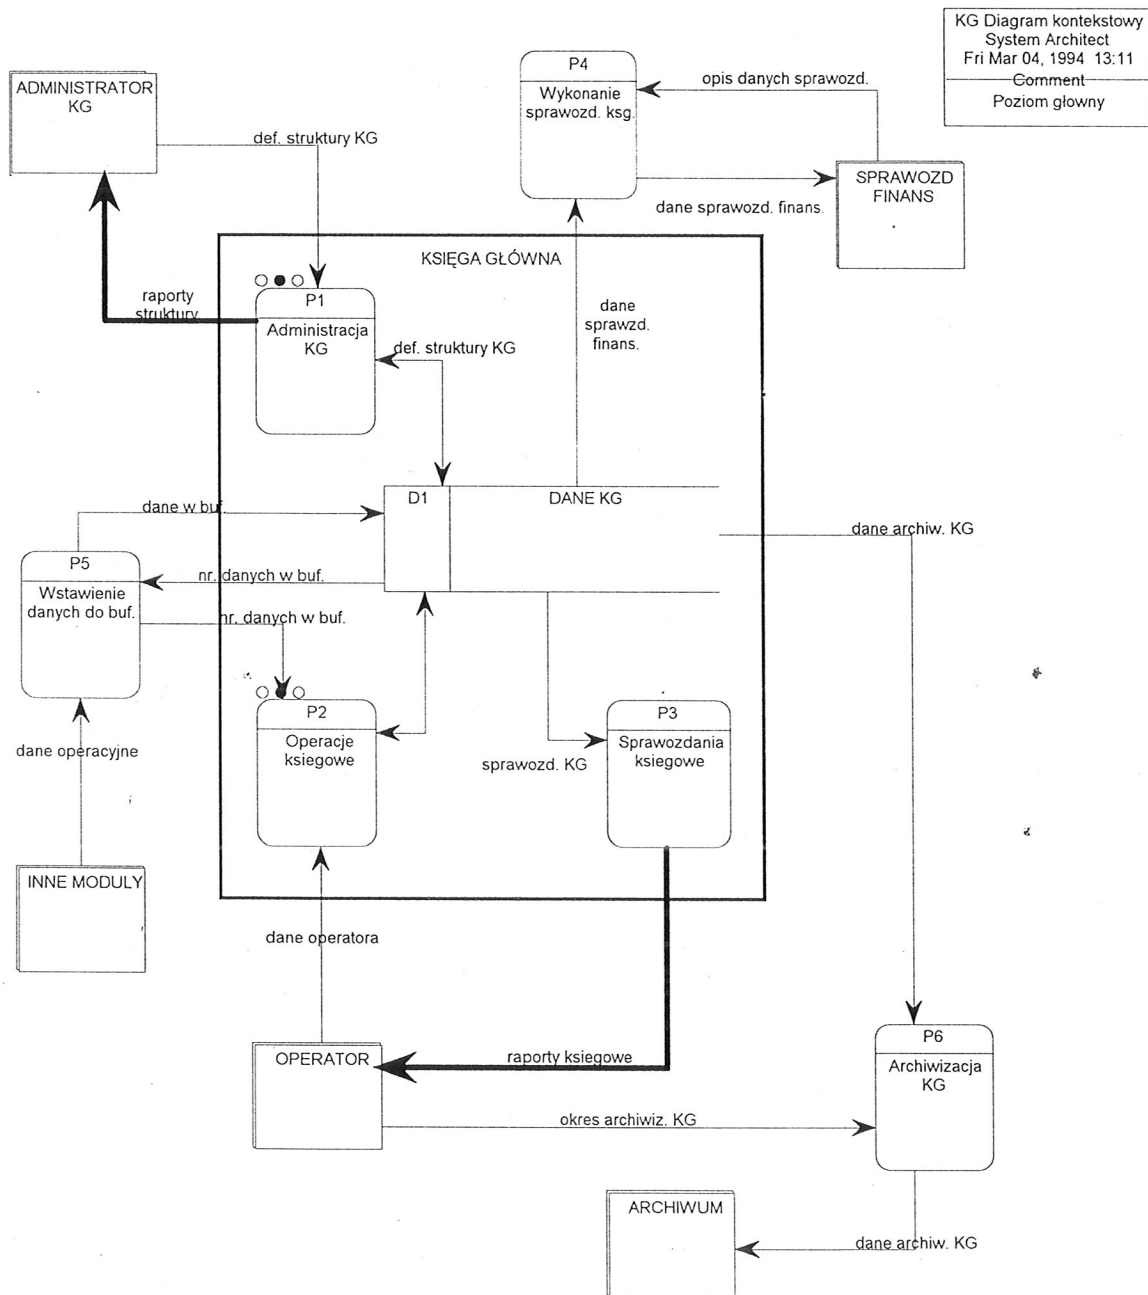 KG Diagram kontekstowy
System Architect
Fri Mar 04, 1994 13:11
Comment
Poziom głowny
ADMINISTRATOR
KG
def. struktury KG
P4
Wykonanie
sprawozd. ksg.
opis danych sprawozd.
SPRAWOZD
FINANS
dane sprawozd. finans.
KSIĘGA GŁÓWNA
raporty
struktury.
P1
Administracja
KG
def. struktury KG
dane
sprawzd.
finans.
D1
DANE KG
dane w buf.
dane archiw. KG
P5
Wstawienie
danych do buf.
nr. danych w buf.
nr. danych w buf.
P2
Operacje
ksiegowe
P3
Sprawozdania
ksiegowe
sprawozd. KG
dane operacyjne
INNE MODULY
dane operatora
OPERATOR
raporty ksiegowe
P6
Archiwizacja
KG
okres archiwiz. KG
ARCHIWUM
dane archiw. KG